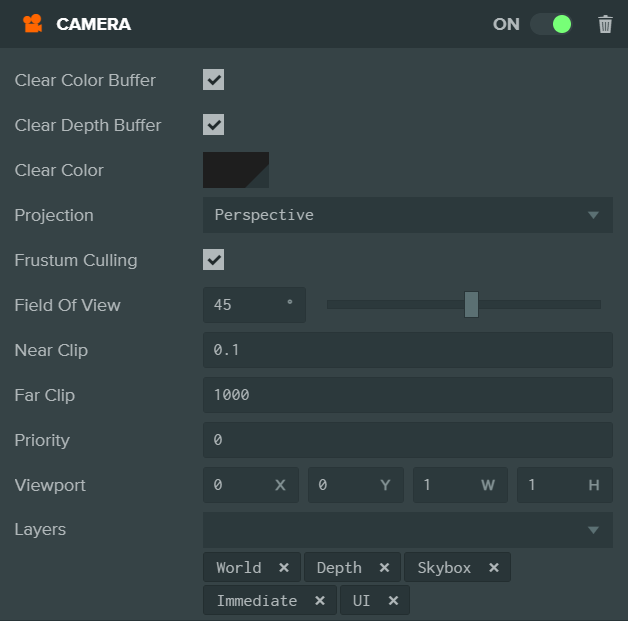 CAMERA ON
Clear Color Buffer
Clear Depth Buffer
Clear Color
Projection Perspective
Frustum Culling
Field Of View 45 °
Near Clip 0.1
Far Clip 1000
Priority 0
Viewport 0 X 0 Y 1 W 1 H
Layers
World × Depth × Skybox ×
Immediate × UI ×